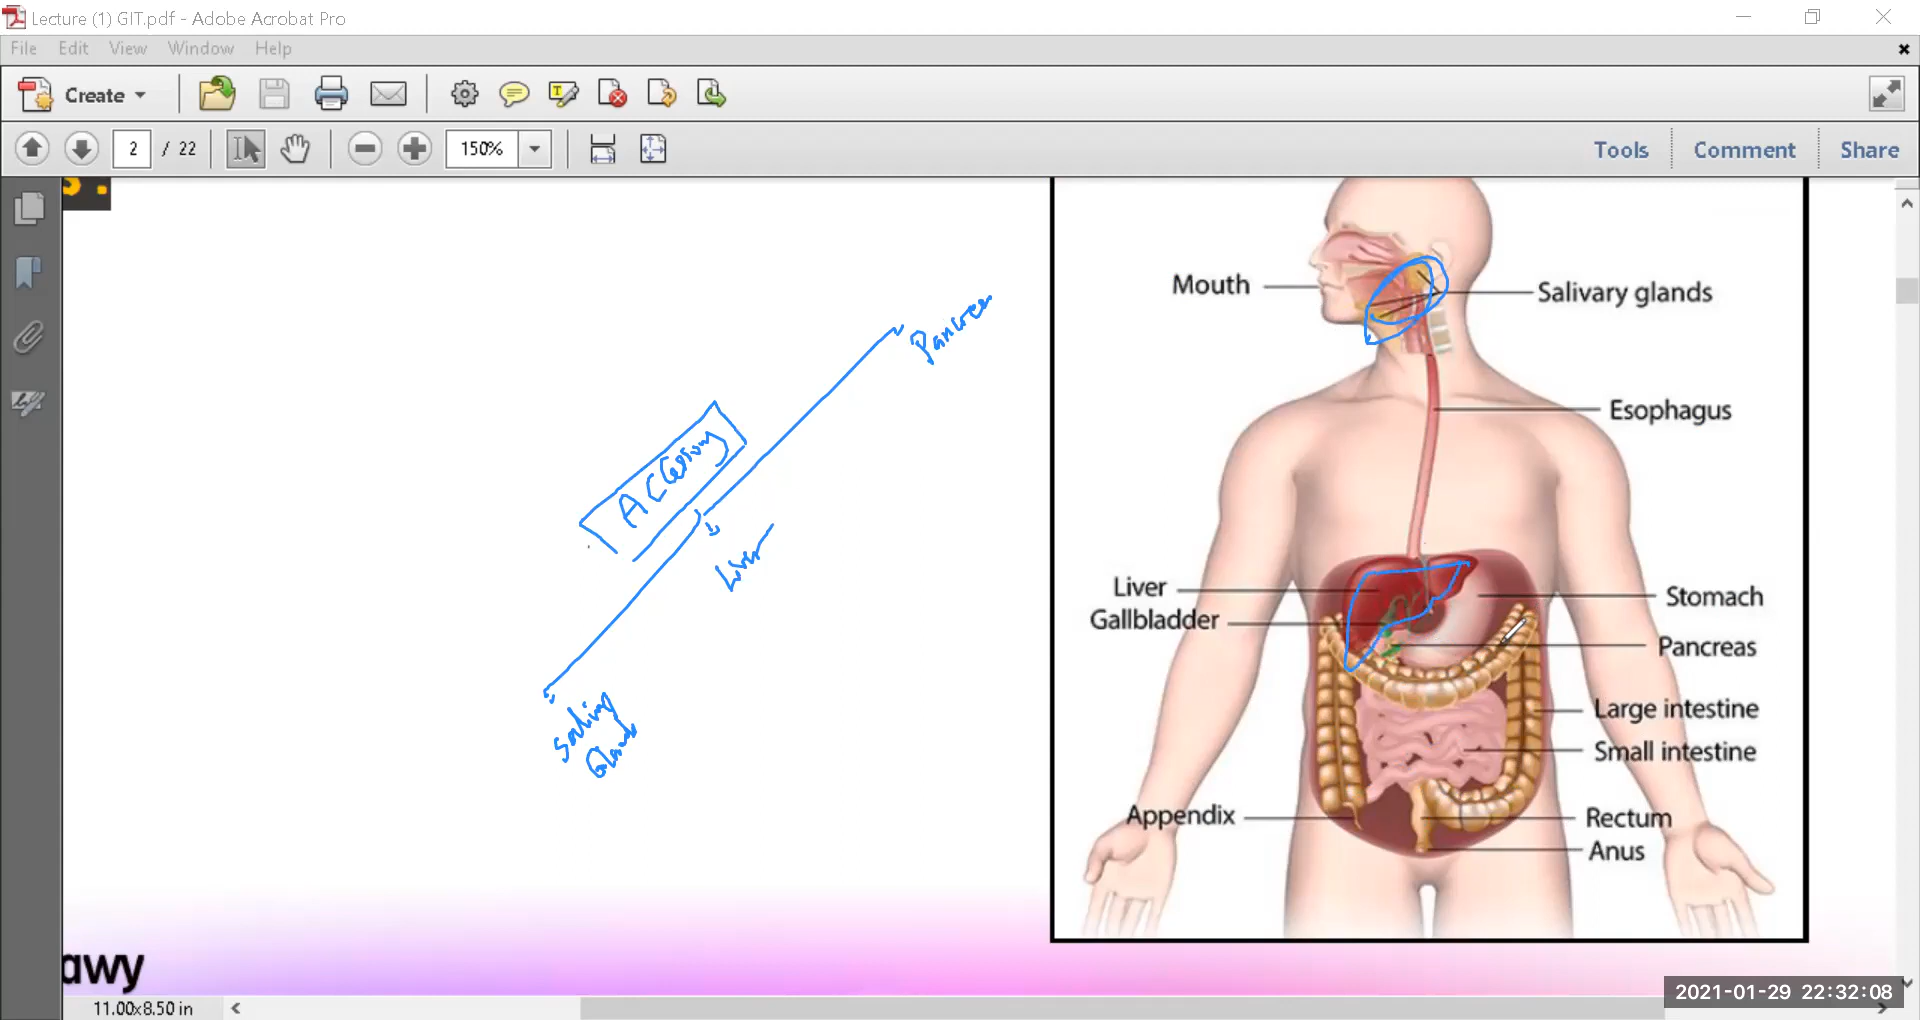 Lecture (1) GIT.pdf - Adobe Acrobat Pro
File Edit View Window Help
Create
2 / 22 150% Tools Comment Share
s.
Mouth
Salivary glands
Pancreas
Esophagus
Accessory
Liver
Liver
Gallbladder
Stomach
Pancreas
Large intestine
Small intestine
Appendix
Rectum
Anus
awy
11.00x8.50 in
2021-01-29 22:32:08